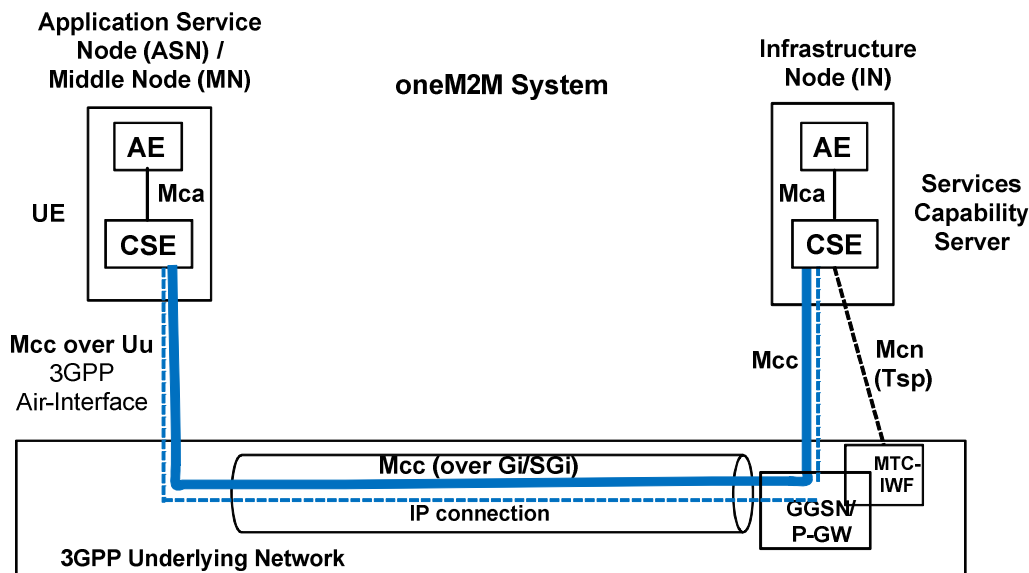 Application Service
Node (ASN) /
Middle Node (MN)
oneM2M System
Infrastructure
Node (IN)
AE
Mca
CSE
UE
AE
Mca
CSE
Services
Capability
Server
Mcc over Uu
3GPP
Air-Interface
Mcc
Mcn
(Tsp)
Mcc (over Gi/SGi)
IP connection
MTC-
IWF
GGSN/
P-GW
3GPP Underlying Network